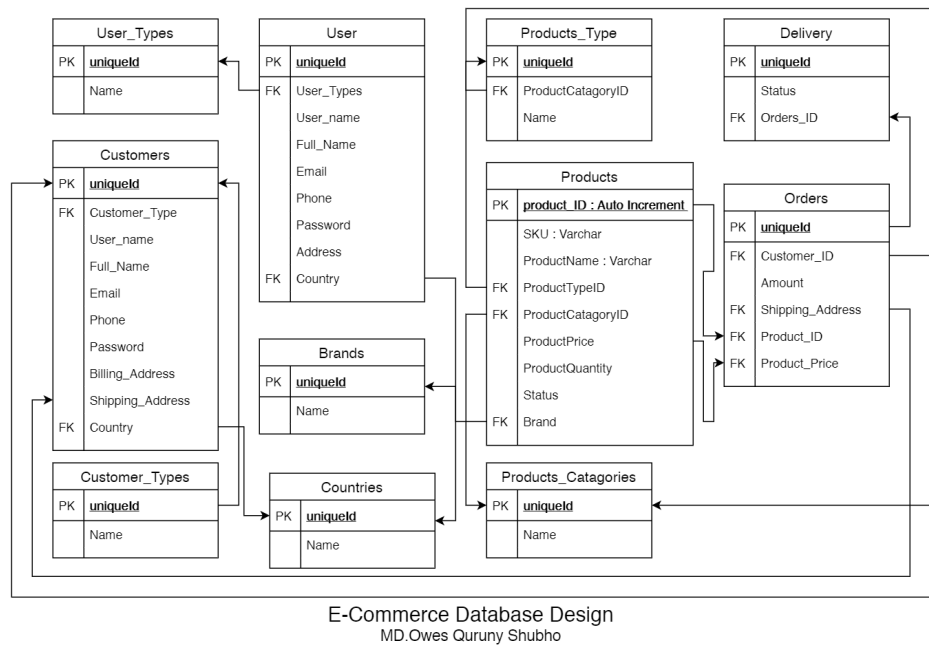 User_Types
PK uniqueId
Name
User
PK uniqueId
FK User_Types
User_name
Full_Name
Email
Phone
Password
Address
FK Country
Products_Type
PK uniqueId
FK ProductCatagoryID
Name
Delivery
PK uniqueId
Status
FK Orders_ID
Customers
PK uniqueId
FK Customer_Type
User_name
Full_Name
Email
Phone
Password
Billing_Address
Shipping_Address
FK Country
Products
PK product_ID : Auto Increment
SKU : Varchar
ProductName : Varchar
FK ProductTypeID
FK ProductCatagoryID
ProductPrice
ProductQuantity
Status
FK Brand
Orders
PK uniqueId
FK Customer_ID
Amount
FK Shipping_Address
FK Product_ID
FK Product_Price
Brands
PK uniqueId
Name
Customer_Types
PK uniqueId
Name
Countries
PK uniqueId
Name
Products_Catagories
PK uniqueId
Name
E-Commerce Database Design
MD.Owes Quruny Shubho